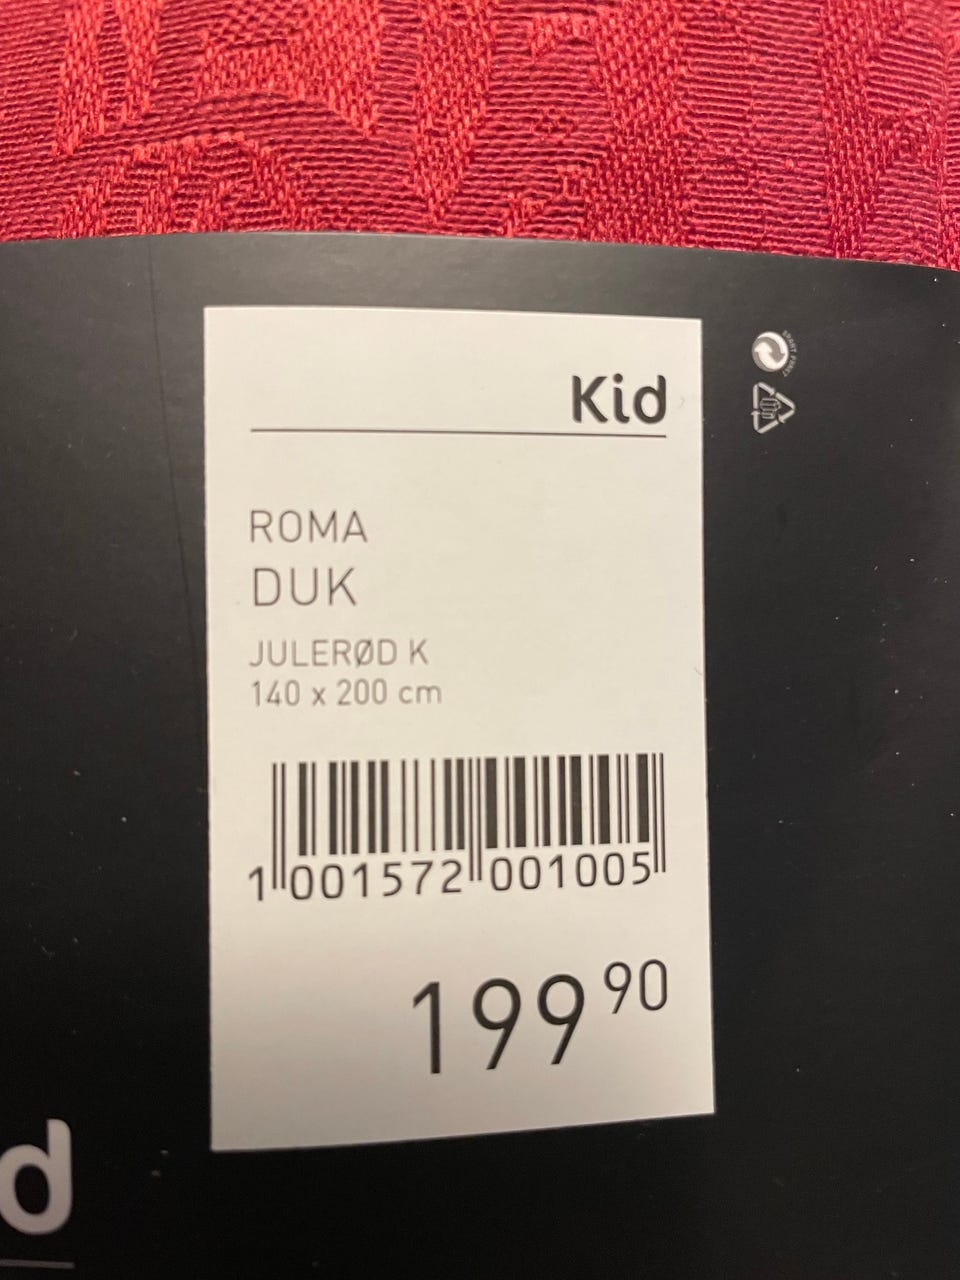 Kid
ROMA
DUK
JULERØD K
140 x 200 cm
1 001572 001005
199 90
d